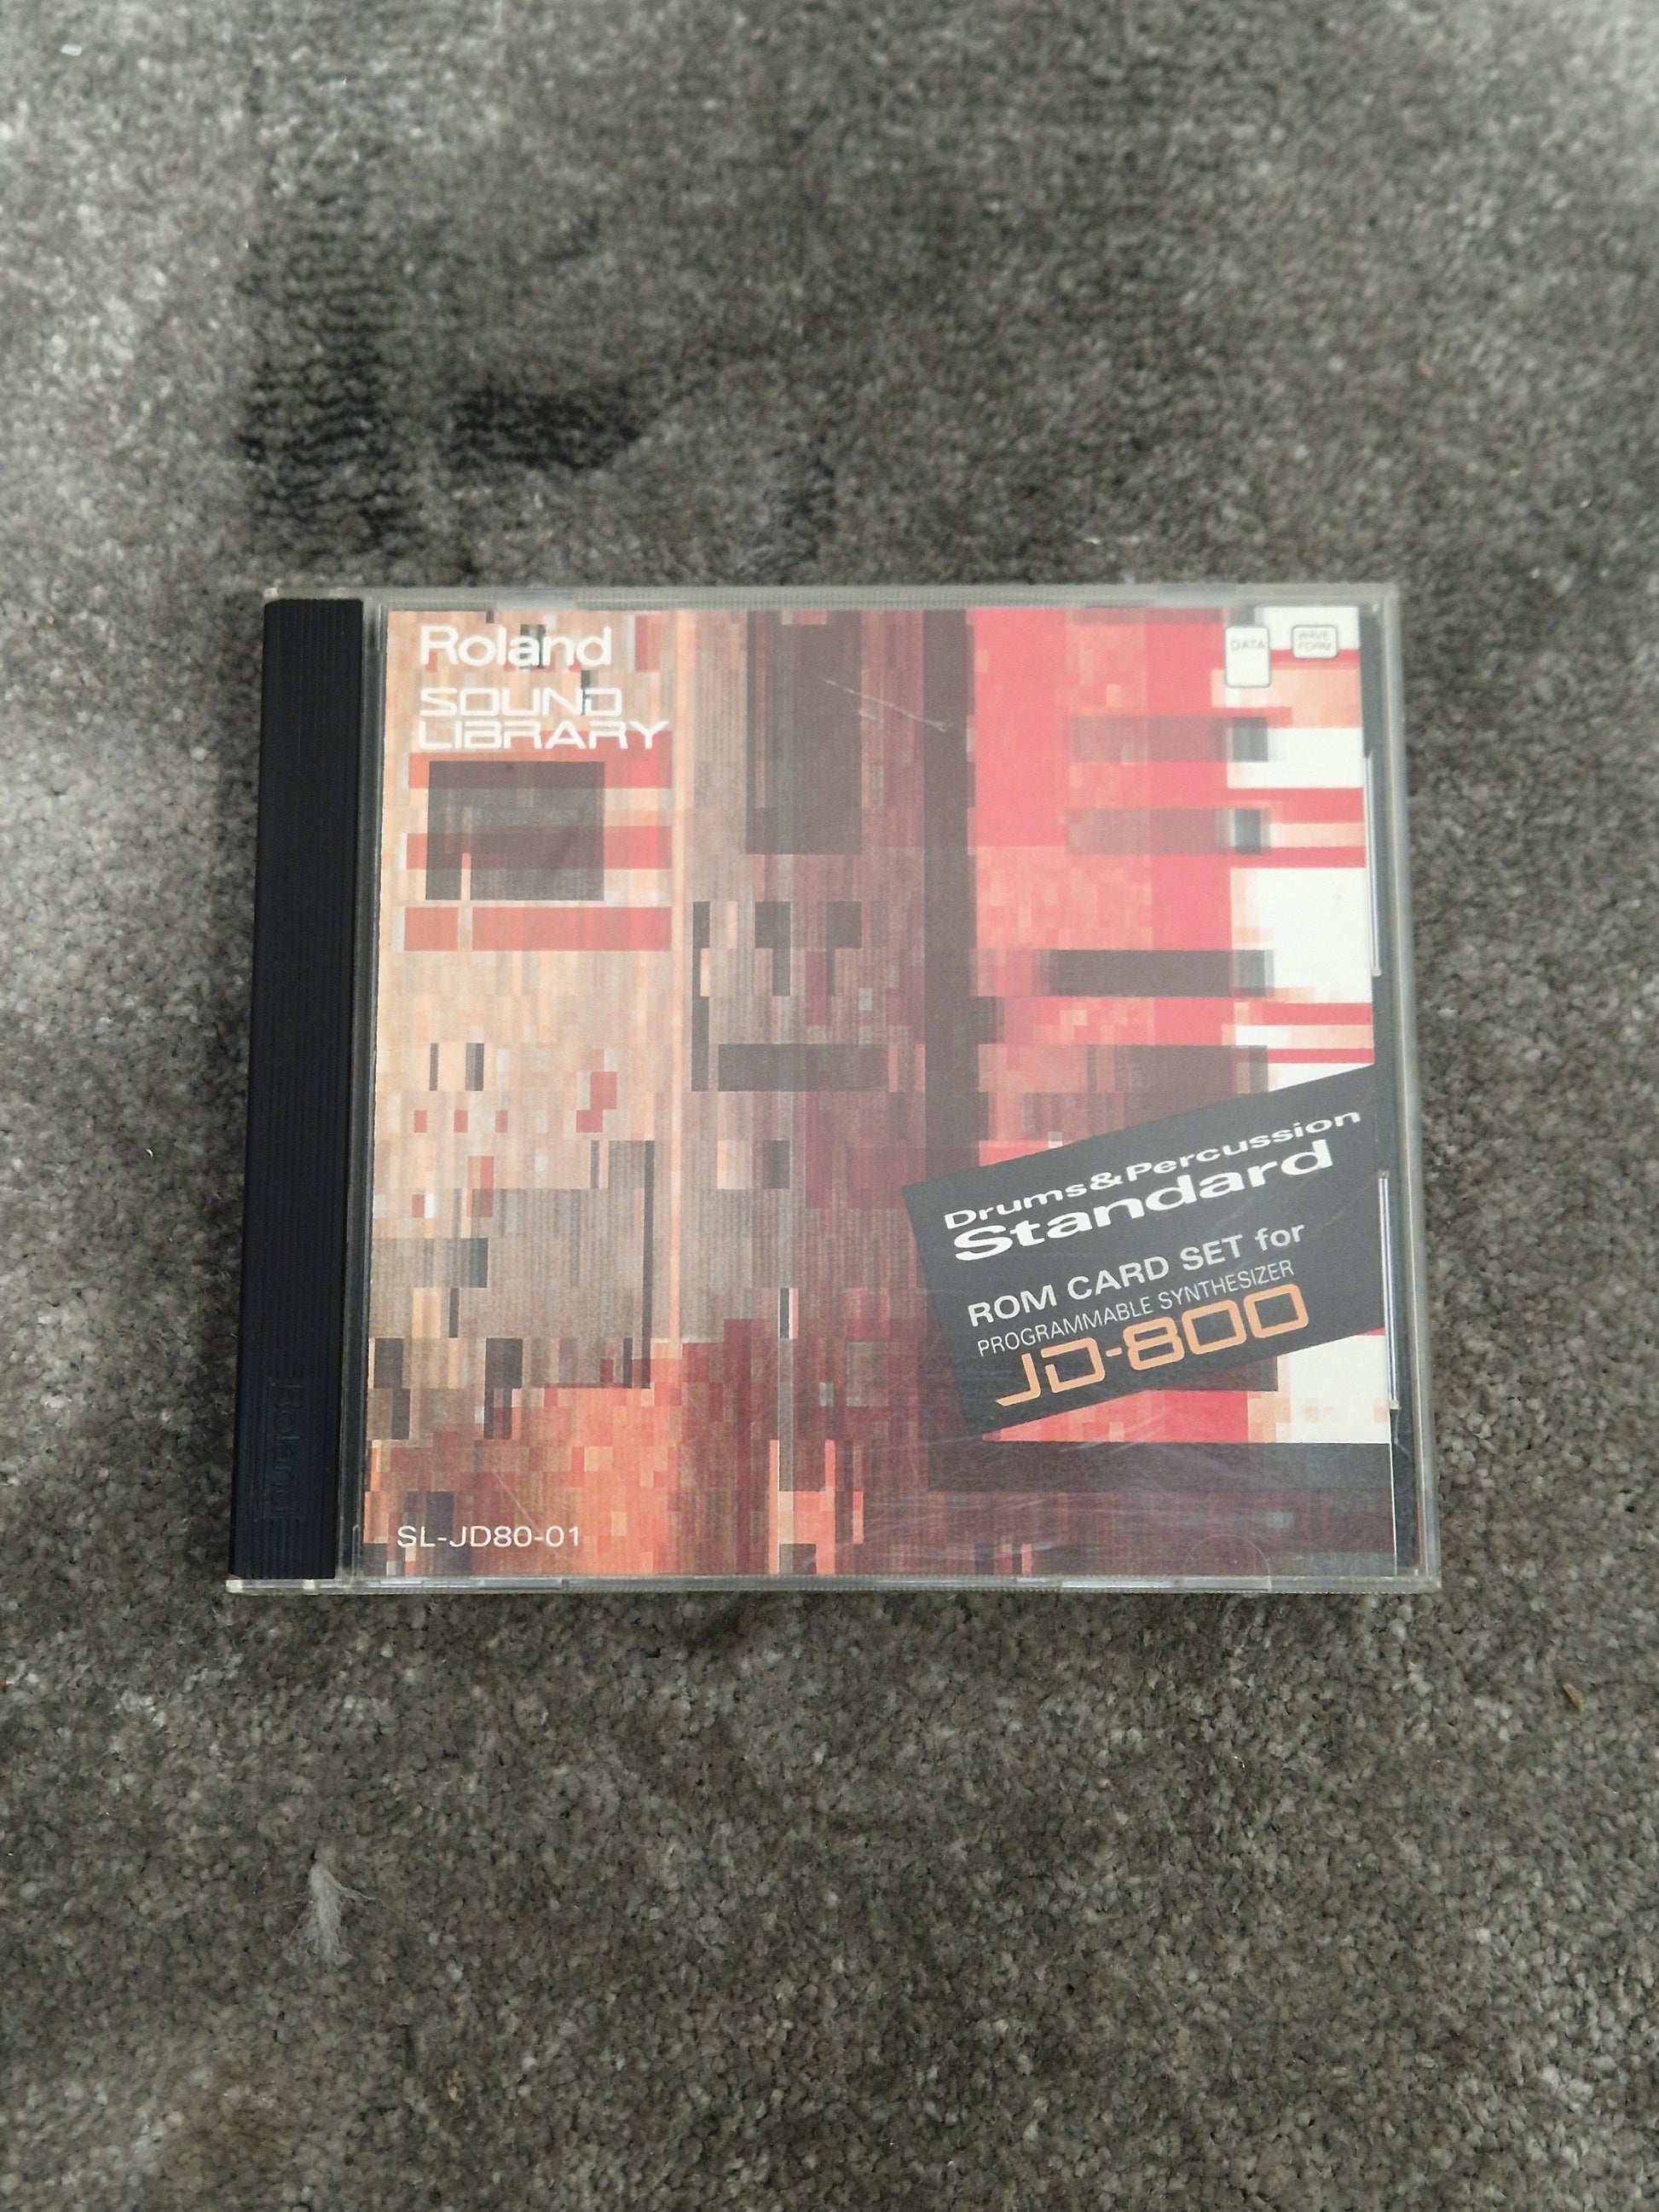 Roland
SOUND
LIBRARY
DATA
WAVE
FORM
Drums&Percussion
Standard
ROM CARD SET for
PROGRAMMABLE SYNTHESIZER
JD-800
SL-JD80-01
Roland